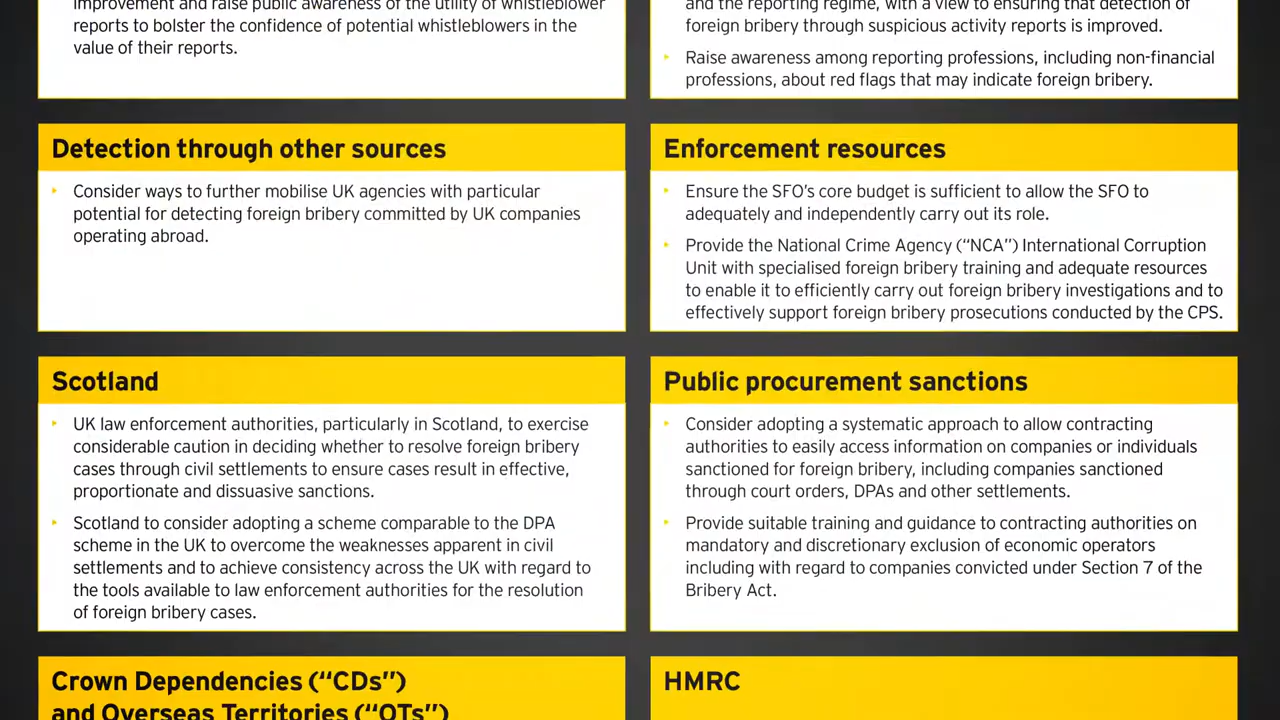 improvement and raise public awareness of the utility of whistleblower
reports to bolster the confidence of potential whistleblowers in the
value of their reports.
and the reporting regime, with a view to ensuring that detection of
foreign bribery through suspicious activity reports is improved.
Raise awareness among reporting professions, including non-financial
professions, about red flags that may indicate foreign bribery.
Detection through other sources
Consider ways to further mobilise UK agencies with particular
potential for detecting foreign bribery committed by UK companies
operating abroad.
Enforcement resources
Ensure the SFO's core budget is sufficient to allow the SFO to
adequately and independently carry out its role.
Provide the National Crime Agency (“NCA”) International Corruption
Unit with specialised foreign bribery training and adequate resources
to enable it to efficiently carry out foreign bribery investigations and to
effectively support foreign bribery prosecutions conducted by the CPS.
Scotland
UK law enforcement authorities, particularly in Scotland, to exercise
considerable caution in deciding whether to resolve foreign bribery
cases through civil settlements to ensure cases result in effective,
proportionate and dissuasive sanctions.
Scotland to consider adopting a scheme comparable to the DPA
scheme in the UK to overcome the weaknesses apparent in civil
settlements and to achieve consistency across the UK with regard to
the tools available to law enforcement authorities for the resolution
of foreign bribery cases.
Public procurement sanctions
Consider adopting a systematic approach to allow contracting
authorities to easily access information on companies or individuals
sanctioned for foreign bribery, including companies sanctioned
through court orders, DPAs and other settlements.
Provide suitable training and guidance to contracting authorities on
mandatory and discretionary exclusion of economic operators
including with regard to companies convicted under Section 7 of the
Bribery Act.
Crown Dependencies (“CDs”)
and Overseas Territories (“OTs”)
HMRC